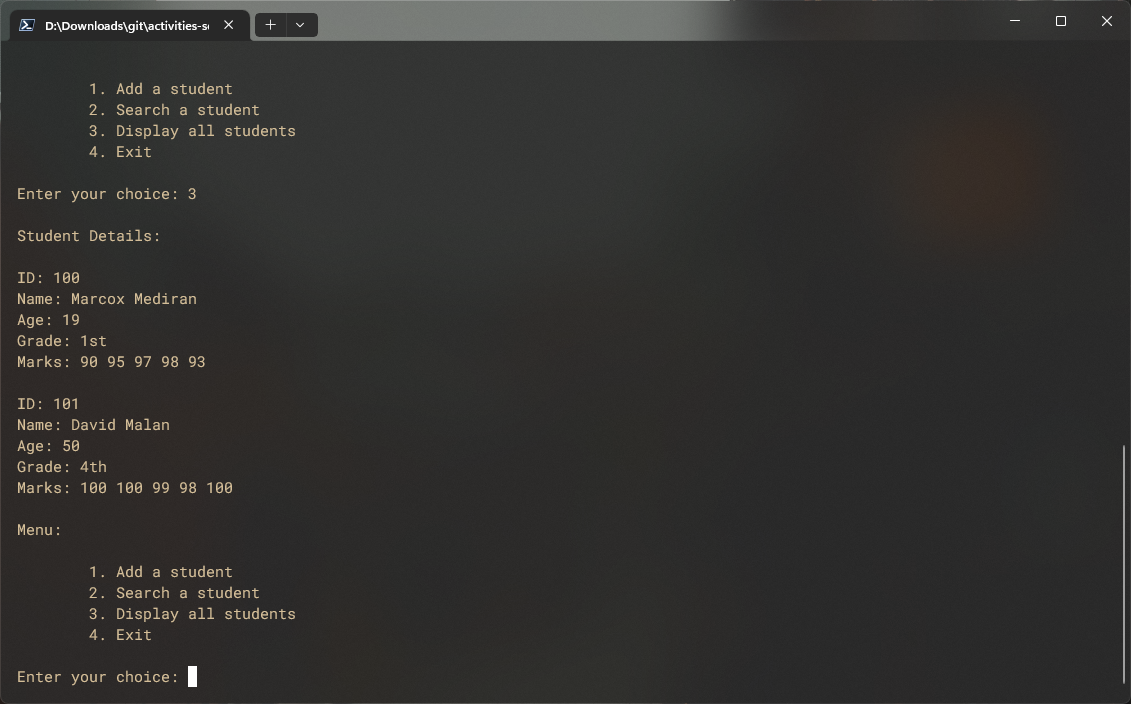 D:\Downloads\git\activities-s
1. Add a student
2. Search a student
3. Display all students
4. Exit
Enter your choice: 3
Student Details:
ID: 100
Name: Marcox Mediran
Age: 19
Grade: 1st
Marks: 90 95 97 98 93
ID: 101
Name: David Malan
Age: 50
Grade: 4th
Marks: 100 100 99 98 100
Menu:
1. Add a student
2. Search a student
3. Display all students
4. Exit
Enter your choice: